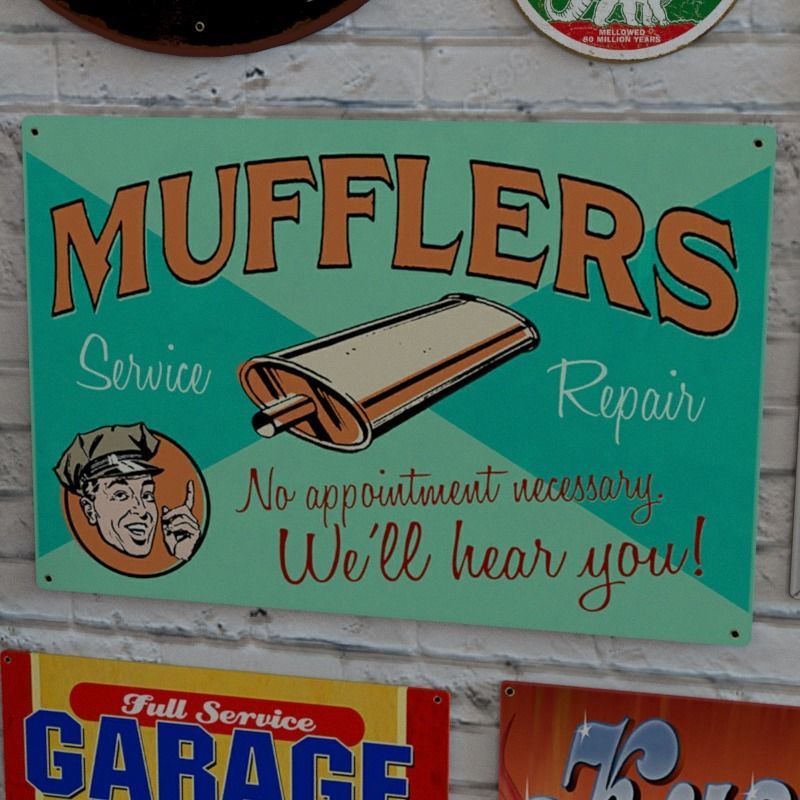 MELLOWED
80 MILLION YEARS
MUFFLERS
Service
Repair
No appointment necessary.
We'll hear you!
Full Service
GARAGE